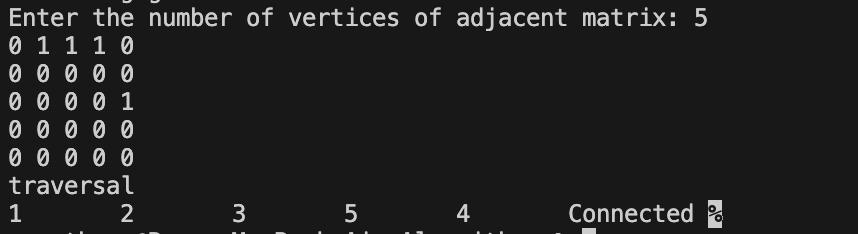 Enter the number of vertices of adjacent matrix: 5
0 1 1 1 0
0 0 0 0 0
0 0 0 0 1
0 0 0 0 0
0 0 0 0 0
traversal
1 2 3 5 4 Connected %